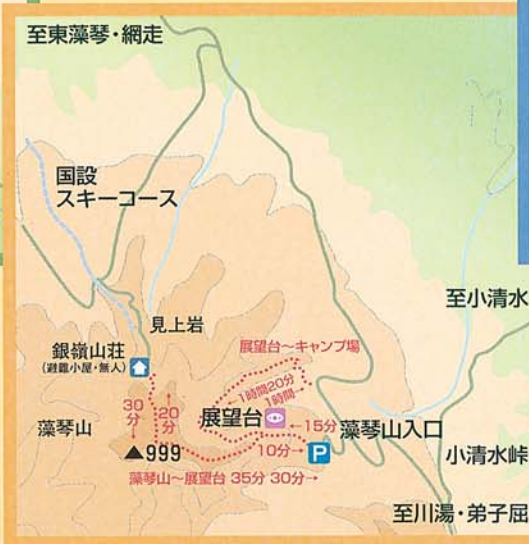 至東藻琴・網走
国設
スキーコース
至小清水
見上岩
展望台〜キャンプ場
銀嶺山荘
(避難小屋・無人)
←1時間20分
1時間→
30分→
←20分
展望台
←15分
藻琴山入口
藻琴山
10分→
P
▲999
小清水峠
藻琴山〜展望台 35分 30分→
至川湯・弟子屈